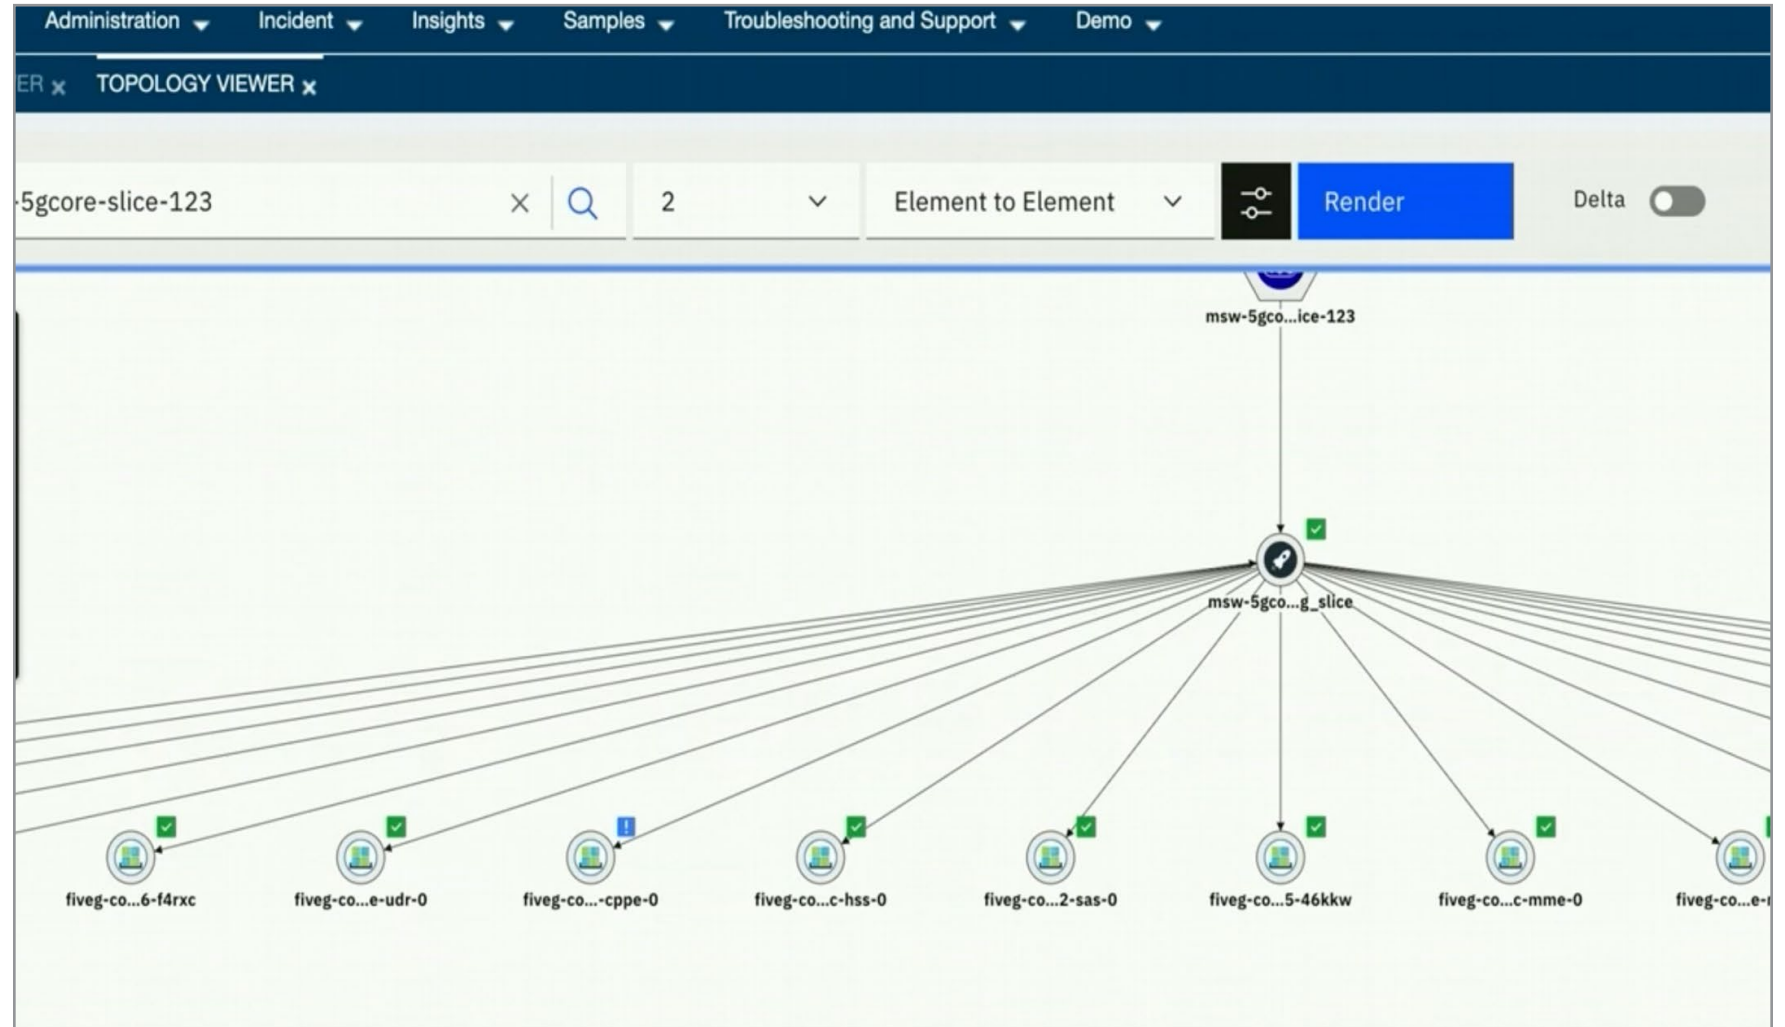 Administration Incident Insights Samples Troubleshooting and Support Demo
ER x TOPOLOGY VIEWER x
-5gcore-slice-123 2 Element to Element Render Delta
msw-5gco...ice-123
msw-5gco...g_slice
fiveg-co...6-f4rxc fiveg-co...e-udr-0 fiveg-co...-cppe-0 fiveg-co...c-hss-0 fiveg-co...2-sas-0 fiveg-co...5-46kkw fiveg-co...c-mme-0 fiveg-co...e-